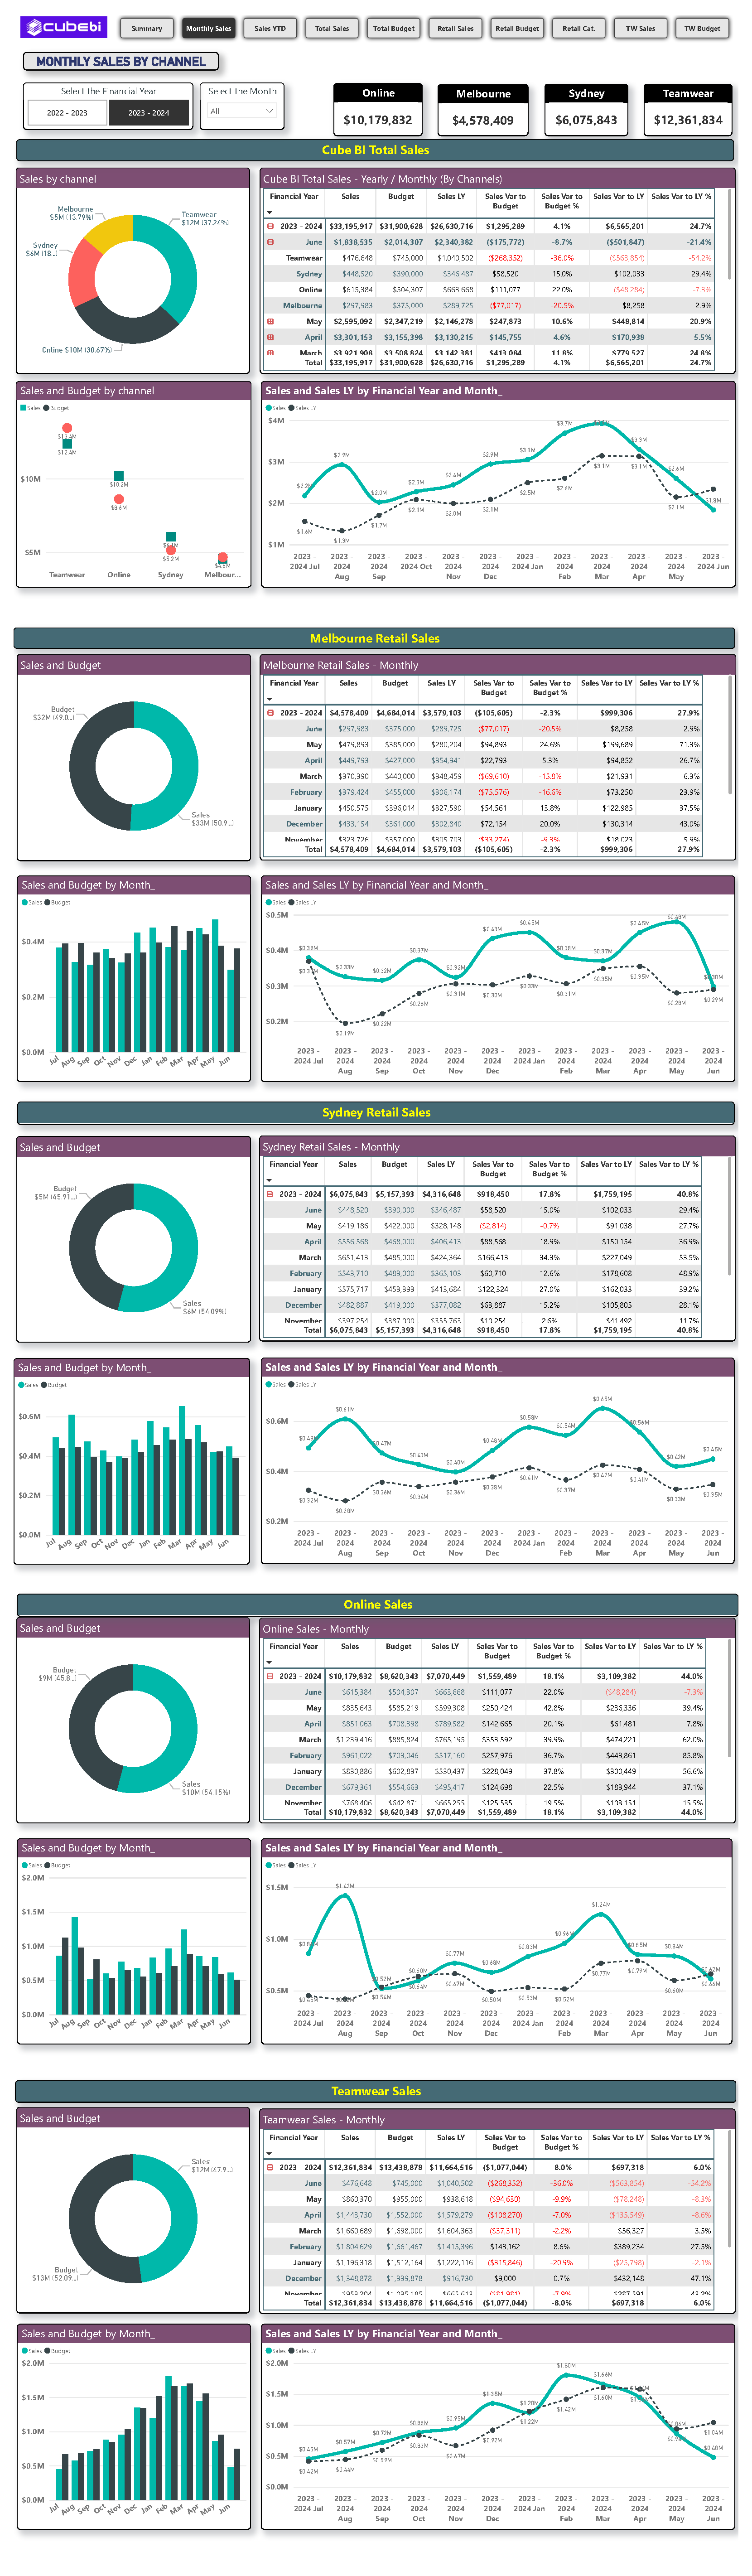 cubebi
Summary Monthly Sales Sales YTD Total Sales Total Budget Retail Sales Retail Budget Retail Cat. TW Sales TW Budget
MONTHLY SALES BY CHANNEL
Select the Financial Year
2022 - 2023 2023 - 2024
Select the Month
All
Online
$10,179,832
Melbourne
$4,578,409
Sydney
$6,075,843
Teamwear
$12,361,834
Cube BI Total Sales
Sales by channel
Melbourne
$5M (13.79%)
Teamwear
$12M (37.24%)
Sydney
$6M (18...)
Online $10M (30.67%)
Cube BI Total Sales - Yearly / Monthly (By Channels)
Financial Year Sales Budget Sales LY Sales Var to Budget Sales Var to Budget % Sales Var to LY Sales Var to LY %
2023 - 2024 $33,195,917 $31,900,628 $26,630,716 $1,295,289 4.1% $6,565,201 24.7%
June $1,838,535 $2,014,307 $2,340,382 ($175,772) -8.7% ($501,847) -21.4%
Teamwear $476,648 $745,000 $1,040,502 ($268,352) -36.0% ($563,854) -54.2%
Sydney $448,520 $390,000 $346,487 $58,520 15.0% $102,033 29.4%
Online $615,384 $504,307 $663,668 $111,077 22.0% ($48,284) -7.3%
Melbourne $297,983 $375,000 $289,725 ($77,017) -20.5% $8,258 2.9%
May $2,595,092 $2,347,219 $2,146,278 $247,873 10.6% $448,814 20.9%
April $3,301,153 $3,155,398 $3,130,215 $145,755 4.6% $170,938 5.5%
March $3,921,908 $3,508,824 $3,142,381 $413,084 11.8% $779,527 24.8%
Total $33,195,917 $31,900,628 $26,630,716 $1,295,289 4.1% $6,565,201 24.7%
Sales and Budget by channel
Sales Budget
$10M
$5M
$13.4M
$12.4M
$10.2M
$8.6M
$5.2M
$4.6M
Teamwear Online Sydney Melbour...
Sales and Sales LY by Financial Year and Month_
Sales Sales LY
$4M
$3M
$2M
$1M
$2.9M $2.0M $2.3M $2.4M $2.9M $3.1M $3.7M $3.3M $2.6M $1.8M
$1.6M $1.3M $1.7M $2.1M $2.0M $2.1M $2.5M $2.6M $3.1M $3.1M $2.1M
2023 - 2024 Jul 2023 - 2024 Aug 2023 - 2024 Sep 2023 - 2024 Oct 2023 - 2024 Nov 2023 - 2024 Dec 2023 - 2024 Jan 2023 - 2024 Feb 2023 - 2024 Mar 2023 - 2024 Apr 2023 - 2024 May 2023 - 2024 Jun
Melbourne Retail Sales
Sales and Budget
Budget
$32M (49.0...)
Sales
$33M (50.9...)
Melbourne Retail Sales - Monthly
Financial Year Sales Budget Sales LY Sales Var to Budget Sales Var to Budget % Sales Var to LY Sales Var to LY %
2023 - 2024 $4,578,409 $4,684,014 $3,579,103 ($105,605) -2.3% $999,306 27.9%
June $297,983 $375,000 $289,725 ($77,017) -20.5% $8,258 2.9%
May $479,893 $385,000 $280,204 $94,893 24.6% $199,689 71.3%
April $449,793 $427,000 $354,941 $22,793 5.3% $94,852 26.7%
March $370,390 $440,000 $348,459 ($69,610) -15.8% $21,931 6.3%
February $379,424 $455,000 $306,174 ($75,576) -16.6% $73,250 23.9%
January $450,575 $396,014 $327,590 $54,561 13.8% $122,985 37.5%
December $433,154 $361,000 $302,840 $72,154 20.0% $130,314 43.0%
November $323,726 $357,000 $305,703 ($33,274) -9.3% $18,023 5.9%
Total $4,578,409 $4,684,014 $3,579,103 ($105,605) -2.3% $999,306 27.9%
Sales and Budget by Month_
Sales Budget
$0.4M
$0.2M
$0.0M
Jul Aug Sep Oct Nov Dec Jan Feb Mar Apr May Jun
Sales and Sales LY by Financial Year and Month_
Sales Sales LY
$0.5M
$0.4M
$0.3M
$0.2M
$0.38M $0.33M $0.32M $0.37M $0.32M $0.43M $0.45M $0.38M $0.37M $0.45M $0.48M $0.30M
$0.19M $0.22M $0.28M $0.31M $0.30M $0.33M $0.31M $0.35M $0.35M $0.28M $0.29M
2023 - 2024 Jul 2023 - 2024 Aug 2023 - 2024 Sep 2023 - 2024 Oct 2023 - 2024 Nov 2023 - 2024 Dec 2023 - 2024 Jan 2023 - 2024 Feb 2023 - 2024 Mar 2023 - 2024 Apr 2023 - 2024 May 2023 - 2024 Jun
Sydney Retail Sales
Sales and Budget
Budget
$5M (45.91...)
Sales
$6M (54.09%)
Sydney Retail Sales - Monthly
Financial Year Sales Budget Sales LY Sales Var to Budget Sales Var to Budget % Sales Var to LY Sales Var to LY %
2023 - 2024 $6,075,843 $5,157,393 $4,316,648 $918,450 17.8% $1,759,195 40.8%
June $448,520 $390,000 $346,487 $58,520 15.0% $102,033 29.4%
May $419,186 $422,000 $328,148 ($2,814) -0.7% $91,038 27.7%
April $556,568 $468,000 $406,413 $88,568 18.9% $150,154 36.9%
March $651,413 $485,000 $424,364 $166,413 34.3% $227,049 53.5%
February $543,710 $483,000 $365,103 $60,710 12.6% $178,608 48.9%
January $575,717 $453,393 $413,684 $122,324 27.0% $162,033 39.2%
December $482,887 $419,000 $377,082 $63,887 15.2% $105,805 28.1%
November $397,254 $387,000 $355,763 $10,254 2.6% $41,492 11.7%
Total $6,075,843 $5,157,393 $4,316,648 $918,450 17.8% $1,759,195 40.8%
Sales and Budget by Month_
Sales Budget
$0.6M
$0.4M
$0.2M
$0.0M
Jul Aug Sep Oct Nov Dec Jan Feb Mar Apr May Jun
Sales and Sales LY by Financial Year and Month_
Sales Sales LY
$0.6M
$0.4M
$0.2M
$0.61M $0.47M $0.43M $0.40M $0.48M $0.58M $0.54M $0.65M $0.56M $0.42M $0.45M
$0.32M $0.28M $0.36M $0.34M $0.36M $0.38M $0.41M $0.37M $0.42M $0.41M $0.33M $0.35M
2023 - 2024 Jul 2023 - 2024 Aug 2023 - 2024 Sep 2023 - 2024 Oct 2023 - 2024 Nov 2023 - 2024 Dec 2023 - 2024 Jan 2023 - 2024 Feb 2023 - 2024 Mar 2023 - 2024 Apr 2023 - 2024 May 2023 - 2024 Jun
Online Sales
Sales and Budget
Budget
$9M (45.8...)
Sales
$10M (54.15%)
Online Sales - Monthly
Financial Year Sales Budget Sales LY Sales Var to Budget Sales Var to Budget % Sales Var to LY Sales Var to LY %
2023 - 2024 $10,179,832 $8,620,343 $7,070,449 $1,559,489 18.1% $3,109,382 44.0%
June $615,384 $504,307 $663,668 $111,077 22.0% ($48,284) -7.3%
May $835,643 $585,219 $599,308 $250,424 42.8% $236,336 39.4%
April $851,063 $708,398 $789,582 $142,665 20.1% $61,481 7.8%
March $1,239,416 $885,824 $765,195 $353,592 39.9% $474,221 62.0%
February $961,022 $703,046 $517,160 $257,976 36.7% $443,861 85.8%
January $830,886 $602,837 $530,437 $228,049 37.8% $300,449 56.6%
December $679,361 $554,663 $495,417 $124,698 22.5% $183,944 37.1%
November $768,406 $642,871 $665,255 $125,535 19.5% $103,151 15.5%
Total $10,179,832 $8,620,343 $7,070,449 $1,559,489 18.1% $3,109,382 44.0%
Sales and Budget by Month_
Sales Budget
$2.0M
$1.5M
$1.0M
$0.5M
$0.0M
Jul Aug Sep Oct Nov Dec Jan Feb Mar Apr May Jun
Sales and Sales LY by Financial Year and Month_
Sales Sales LY
$1.5M
$1.0M
$0.5M
$1.42M $0.52M $0.60M $0.77M $0.68M $0.83M $0.96M $1.24M $0.85M $0.84M $0.62M
$0.54M $0.64M $0.67M $0.50M $0.53M $0.52M $0.77M $0.79M $0.60M $0.66M
2023 - 2024 Jul 2023 - 2024 Aug 2023 - 2024 Sep 2023 - 2024 Oct 2023 - 2024 Nov 2023 - 2024 Dec 2023 - 2024 Jan 2023 - 2024 Feb 2023 - 2024 Mar 2023 - 2024 Apr 2023 - 2024 May 2023 - 2024 Jun
Teamwear Sales
Sales and Budget
Sales
$12M (47.9...)
Budget
$13M (52.09...)
Teamwear Sales - Monthly
Financial Year Sales Budget Sales LY Sales Var to Budget Sales Var to Budget % Sales Var to LY Sales Var to LY %
2023 - 2024 $12,361,834 $13,438,878 $11,664,516 ($1,077,044) -8.0% $697,318 6.0%
June $476,648 $745,000 $1,040,502 ($268,352) -36.0% ($563,854) -54.2%
May $860,370 $955,000 $938,618 ($94,630) -9.9% ($78,248) -8.3%
April $1,443,730 $1,552,000 $1,579,279 ($108,270) -7.0% ($135,549) -8.6%
March $1,660,689 $1,698,000 $1,604,363 ($37,311) -2.2% $56,327 3.5%
February $1,804,629 $1,661,467 $1,415,396 $143,162 8.6% $389,234 27.5%
January $1,196,318 $1,512,164 $1,222,116 ($315,846) -20.9% ($25,798) -2.1%
December $1,348,878 $1,339,878 $916,730 $9,000 0.7% $432,148 47.1%
November $953,204 $1,035,185 $665,613 ($81,981) -7.9% $287,591 43.2%
Total $12,361,834 $13,438,878 $11,664,516 ($1,077,044) -8.0% $697,318 6.0%
Sales and Budget by Month_
Sales Budget
$2.0M
$1.5M
$1.0M
$0.5M
$0.0M
Jul Aug Sep Oct Nov Dec Jan Feb Mar Apr May Jun
Sales and Sales LY by Financial Year and Month_
Sales Sales LY
$2.0M
$1.5M
$1.0M
$0.5M
$0.0M
$0.45M $0.57M $0.72M $0.88M $0.95M $1.35M $1.20M $1.80M $1.66M $0.48M
$0.42M $0.44M $0.59M $0.83M $0.67M $0.92M $1.22M $1.42M $1.60M $1.04M
2023 - 2024 Jul 2023 - 2024 Aug 2023 - 2024 Sep 2023 - 2024 Oct 2023 - 2024 Nov 2023 - 2024 Dec 2023 - 2024 Jan 2023 - 2024 Feb 2023 - 2024 Mar 2023 - 2024 Apr 2023 - 2024 May 2023 - 2024 Jun